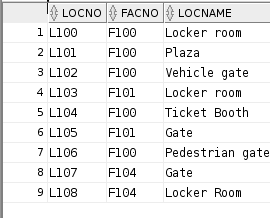 LOCNO FACNO LOCNAME
1 L100 F100 Locker room
2 L101 F100 Plaza
3 L102 F100 Vehicle gate
4 L103 F101 Locker room
5 L104 F100 Ticket Booth
6 L105 F101 Gate
7 L106 F100 Pedestrian gate
8 L107 F104 Gate
9 L108 F104 Locker Room